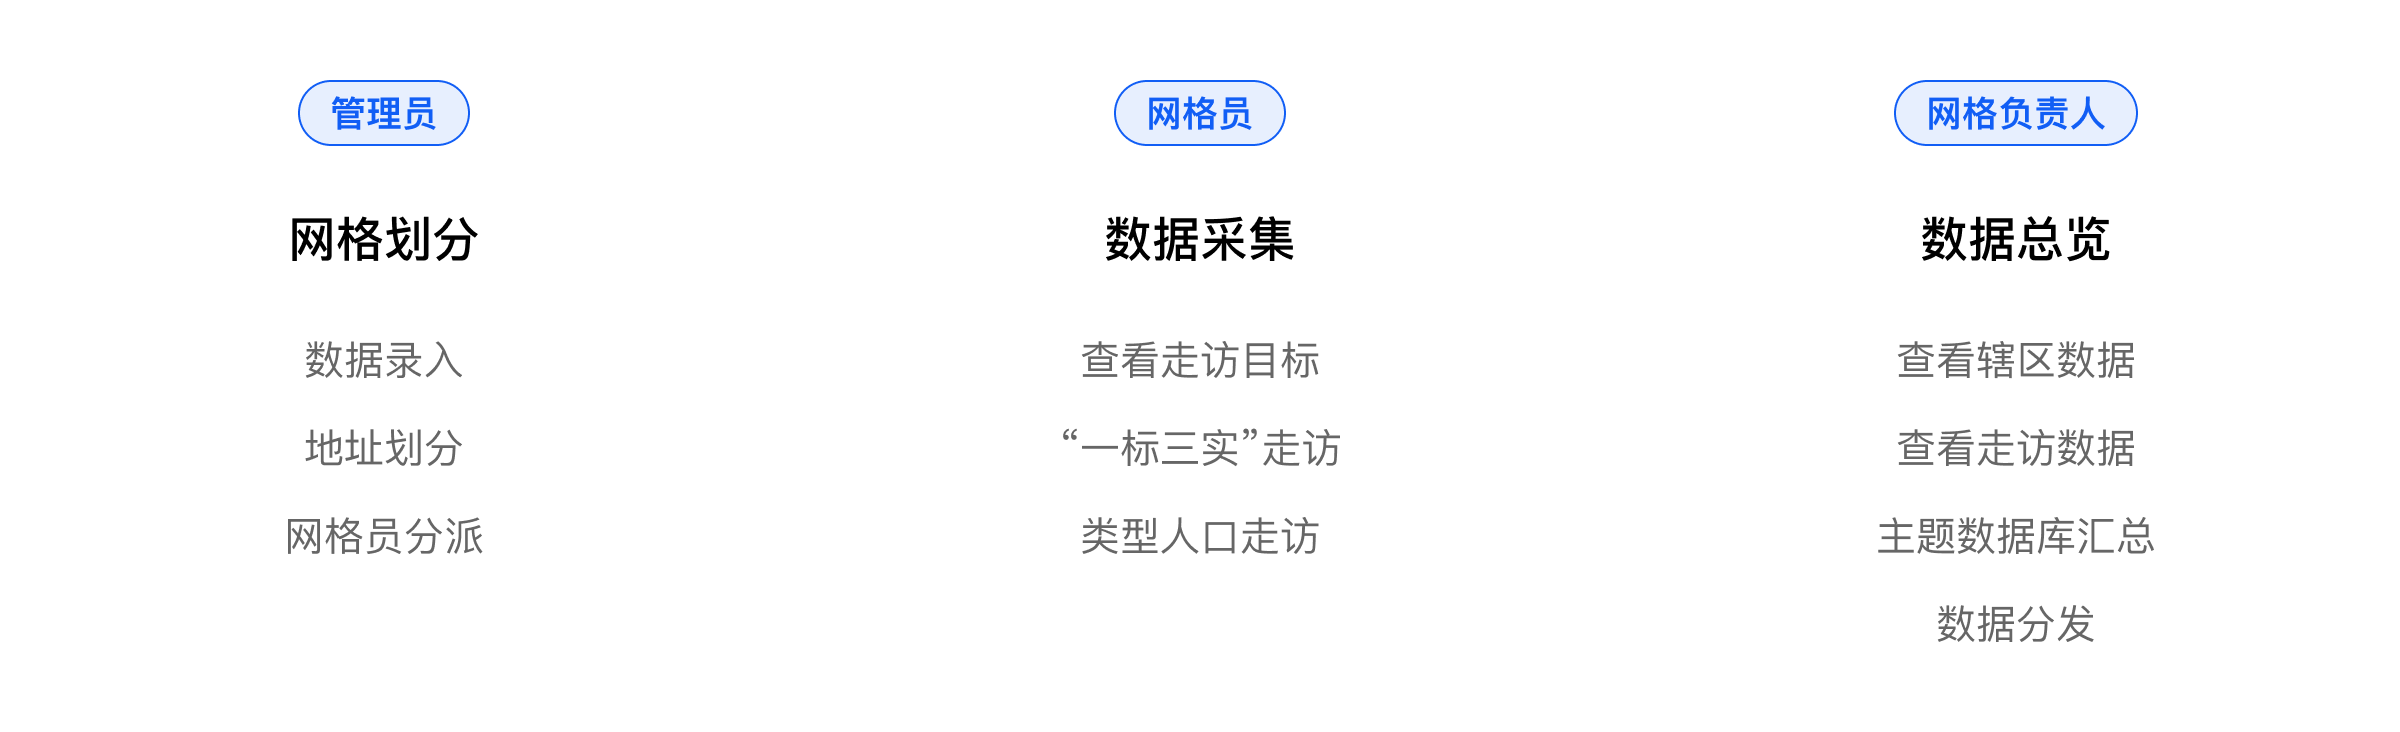 管理员
网格划分
数据录入
地址划分
网格员分派
网格员
数据采集
查看走访目标
“一标三实”走访
类型人口走访
网格负责人
数据总览
查看辖区数据
查看走访数据
主题数据库汇总
数据分发